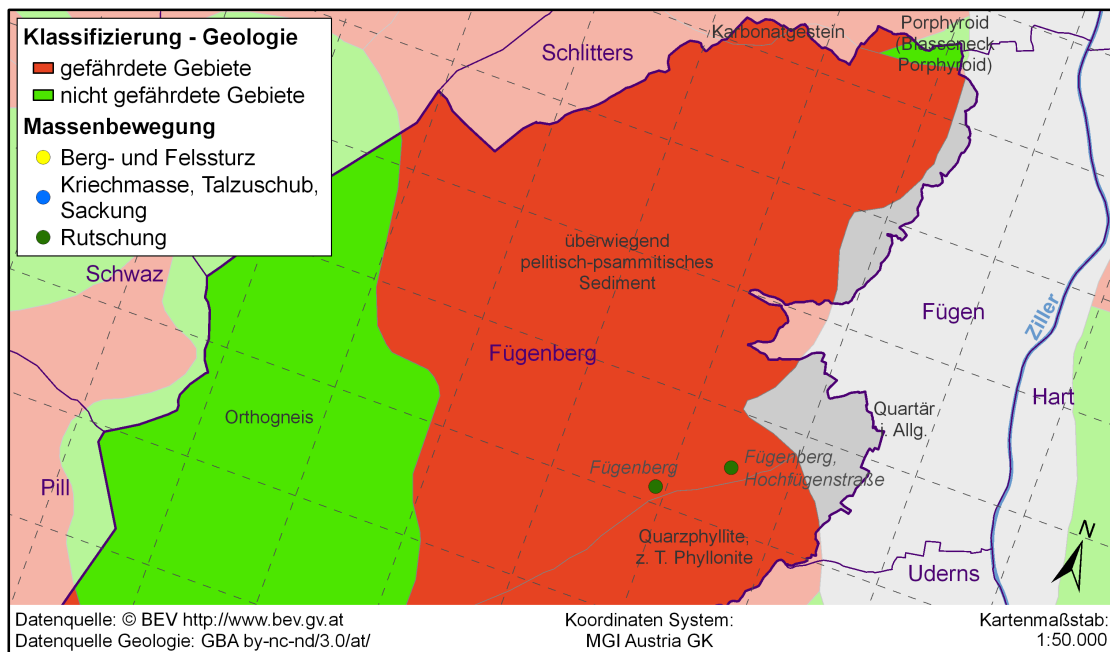 Klassifizierung - Geologie
gefährdete Gebiete
nicht gefährdete Gebiete
Massenbewegung
Berg- und Felssturz
Kriechmasse, Talzuschub,
Sackung
Rutschung
Schlitters
Karbonatgestein
Porphyroid
(Blasseneck
Porphyroid)
Schwaz
überwiegend
pelitisch-psammitisches
Sediment
Fügen
Ziller
Fügenberg
Hart
Orthogneis
Quartär
i. Allg.
Pill
Fügenberg
Fügenberg,
Hochfügenstraße
Quarzphyllite,
z. T. Phyllonite
Uderns
N
Datenquelle: © BEV http://www.bev.gv.at
Datenquelle Geologie: GBA by-nc-nd/3.0/at/
Koordinaten System:
MGI Austria GK
Kartenmaßstab:
1:50.000